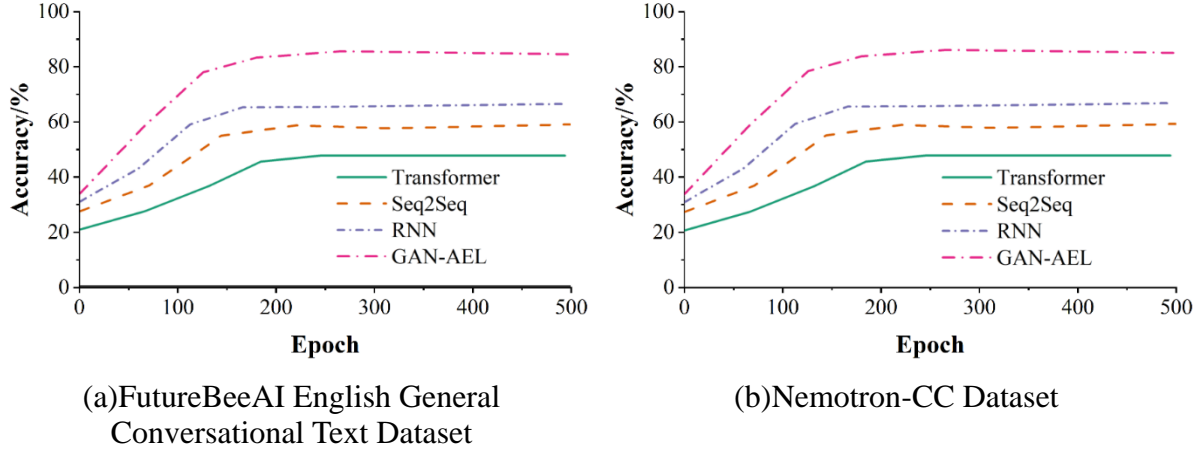 100
80
60
40
20
0
Accuracy/%
Transformer
Seq2Seq
RNN
GAN-AEL
0 100 200 300 400 500
Epoch
(a)FutureBeeAI English General
Conversational Text Dataset
100
80
60
40
20
0
Accuracy/%
Transformer
Seq2Seq
RNN
GAN-AEL
0 100 200 300 400 500
Epoch
(b)Nemotron-CC Dataset